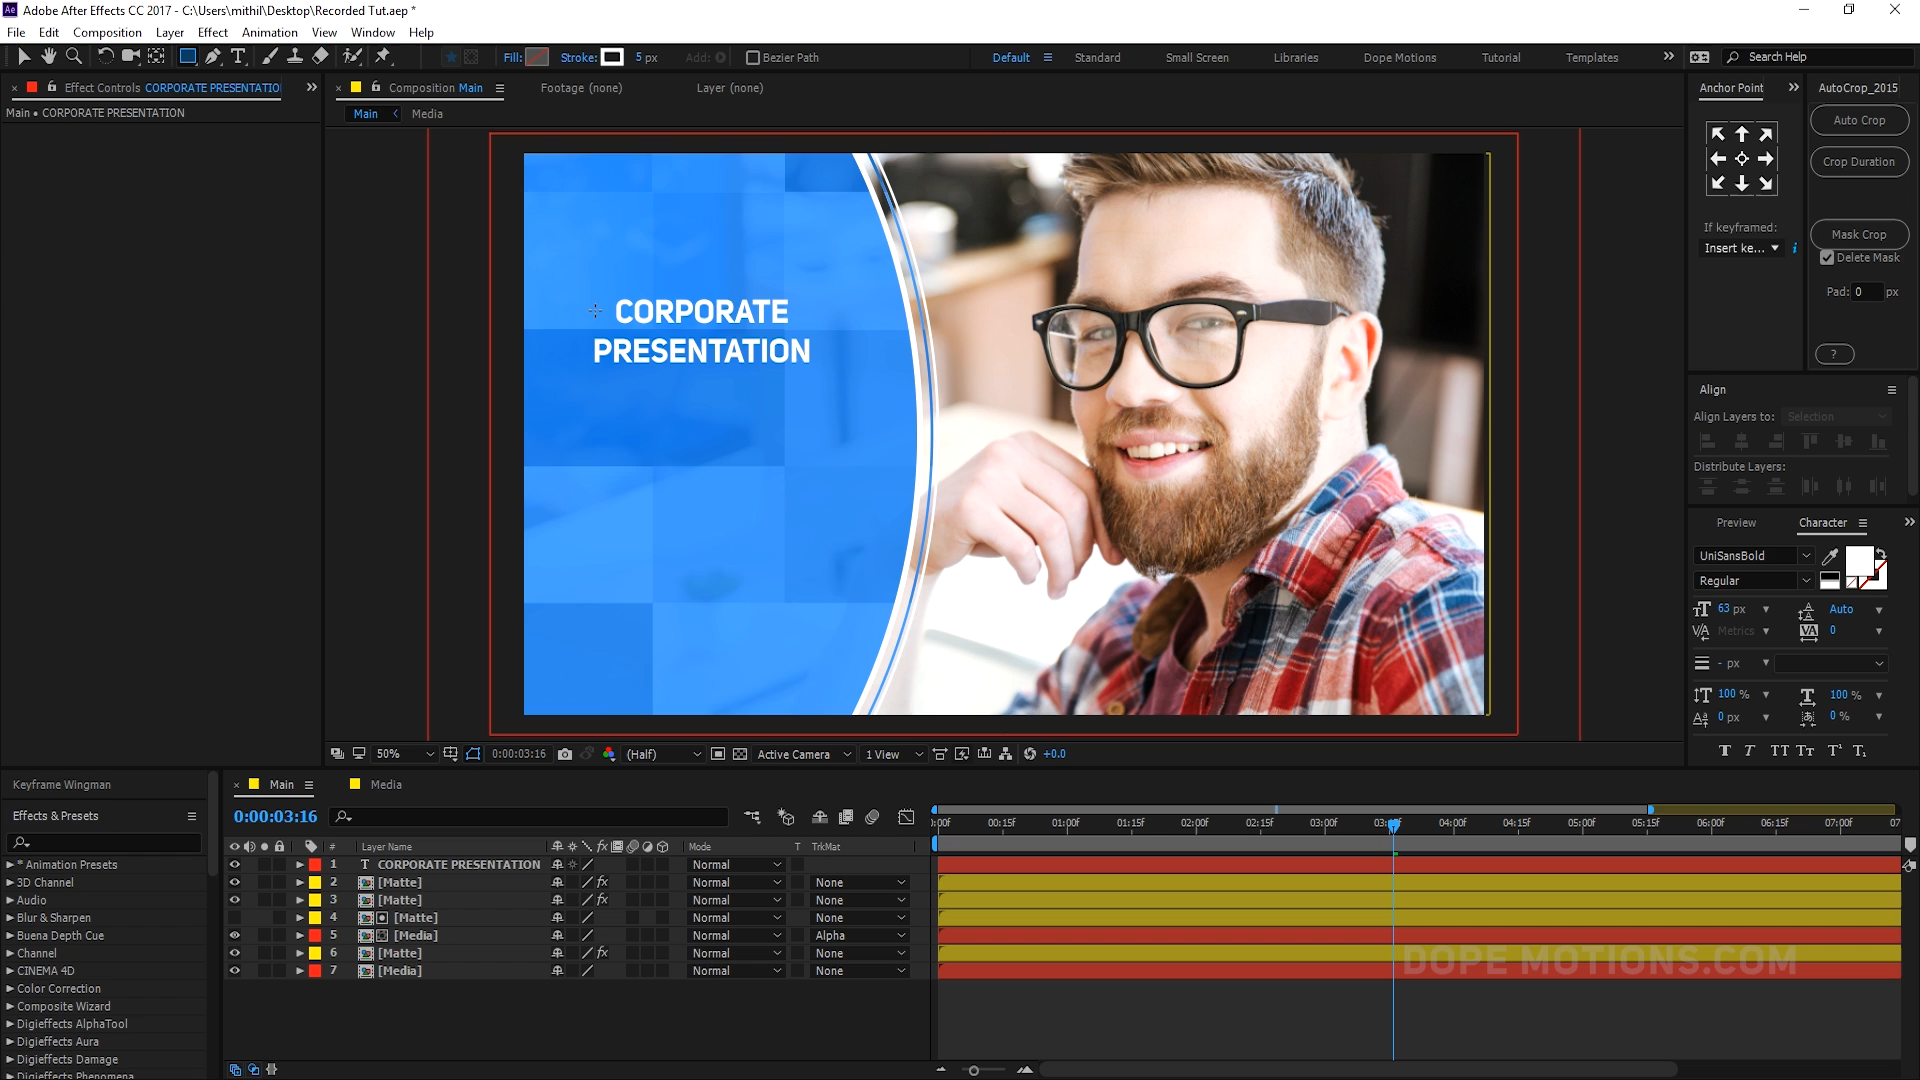 Adobe After Effects CC 2017 - C:\Users\mithil\Desktop\Recorded Tut.aep *
File Edit Composition Layer Effect Animation View Window Help
Fill: Stroke: 5 px Add: Bezier Path Default Standard Small Screen Libraries Dope Motions Tutorial Templates Search Help
Effect Controls CORPORATE PRESENTATIO
Composition Main Footage (none) Layer (none)
Main • CORPORATE PRESENTATION
Main Media
CORPORATE
PRESENTATION
50% 0:00:03:16 (Half) Active Camera 1 View +0.0
Anchor Point
If keyframed:
Insert ke...
AutoCrop_2015
Auto Crop
Crop Duration
Mask Crop
Delete Mask
Pad: 0 px
?
Align
Align Layers to: Selection
Distribute Layers:
Preview Character
UniSansBold
Regular
63 px Auto
Metrics 0
- px
100 % 100 %
0 px 0 %
Keyframe Wingman
Effects & Presets
* Animation Presets
3D Channel
Audio
Blur & Sharpen
Buena Depth Cue
Channel
CINEMA 4D
Color Correction
Composite Wizard
Digieffects AlphaTool
Digieffects Aura
Digieffects Damage
Digieffects Phenomena
Main Media
0:00:03:16
# Layer Name Mode T TrkMat
1 T CORPORATE PRESENTATION Normal
2 [Matte] Normal None
3 [Matte] Normal None
4 [Matte] Normal None
5 [Media] Normal Alpha
6 [Matte] Normal None
7 [Media] Normal None
00:15f 01:00f 01:15f 02:00f 02:15f 03:00f 04:00f 04:15f 05:00f 05:15f 06:00f 06:15f 07:00f 07
DOPE MOTIONS.COM